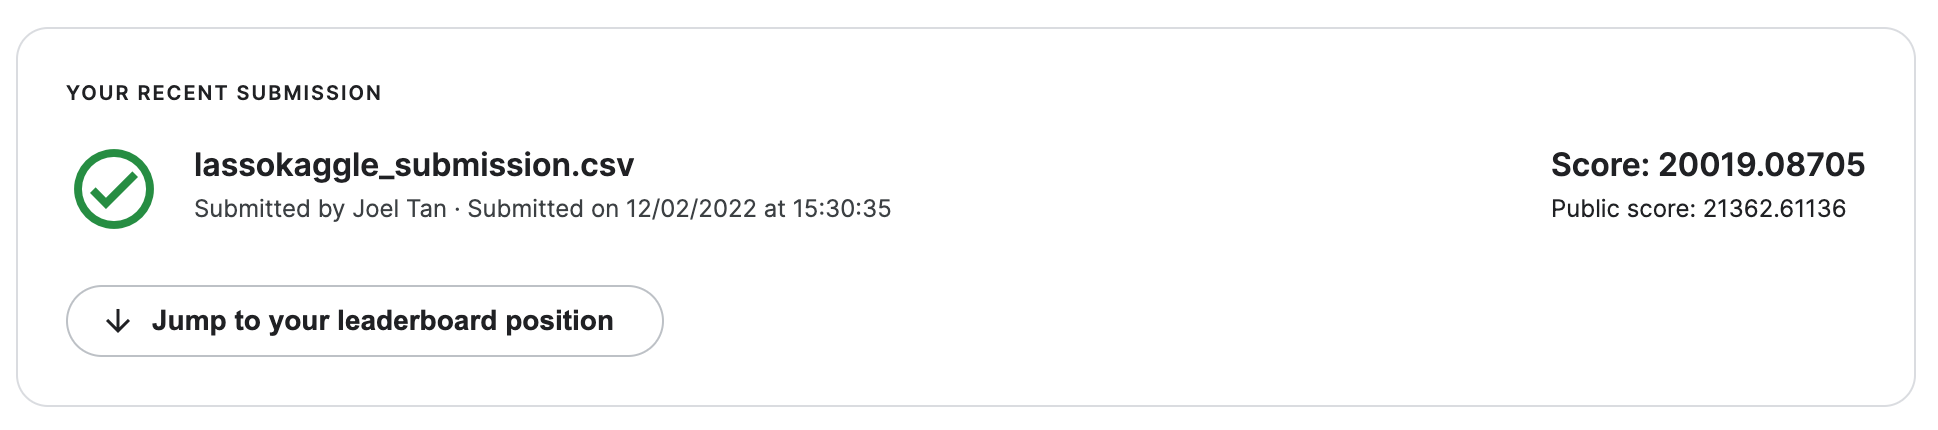 YOUR RECENT SUBMISSION
lassokaggle_submission.csv
Submitted by Joel Tan · Submitted on 12/02/2022 at 15:30:35
Score: 20019.08705
Public score: 21362.61136
Jump to your leaderboard position